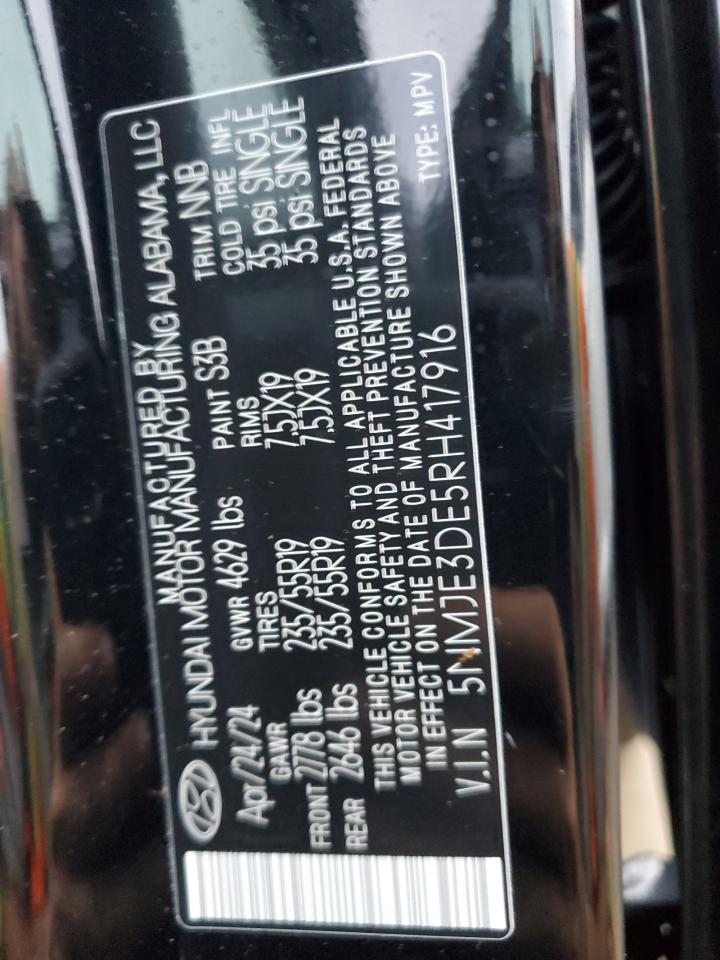 MANUFACTURED BY
HYUNDAI MOTOR MANUFACTURING ALABAMA, LLC
Apr/24/24 GVWR 4629 lbs PAINT S3B TRIM NNB
GAWR TIRES RIMS COLD TIRE INFL
FRONT 2778 lbs 235/55R19 7.5JX19 35 psi SINGLE
REAR 2646 lbs 235/55R19 7.5JX19 35 psi SINGLE
THIS VEHICLE CONFORMS TO ALL APPLICABLE U.S.A. FEDERAL
MOTOR VEHICLE SAFETY AND THEFT PREVENTION STANDARDS
IN EFFECT ON THE DATE OF MANUFACTURE SHOWN ABOVE
V.I.N 5NMJE3DE5RH417916 TYPE: MPV